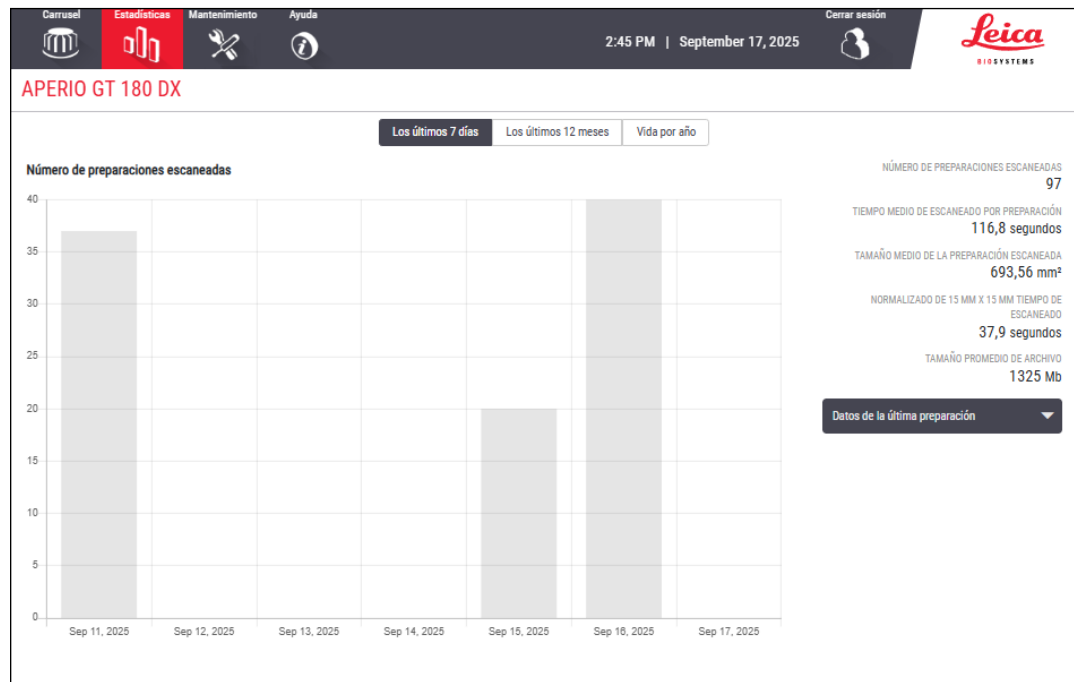 Carrusel
Estadísticas
Mantenimiento
Ayuda
2:45 PM | September 17, 2025
Cerrar sesión
Leica
BIOSYSTEMS
APERIO GT 180 DX
Los últimos 7 días
Los últimos 12 meses
Vida por año
Número de preparaciones escaneadas
40
35
30
25
20
15
10
5
0
Sep 11, 2025
Sep 12, 2025
Sep 13, 2025
Sep 14, 2025
Sep 15, 2025
Sep 16, 2025
Sep 17, 2025
NÚMERO DE PREPARACIONES ESCANEADAS
97
TIEMPO MEDIO DE ESCANEADO POR PREPARACIÓN
116,8 segundos
TAMAÑO MEDIO DE LA PREPARACIÓN ESCANEADA
693,56 mm²
NORMALIZADO DE 15 MM X 15 MM TIEMPO DE
ESCANEADO
37,9 segundos
TAMAÑO PROMEDIO DE ARCHIVO
1325 Mb
Datos de la última preparación